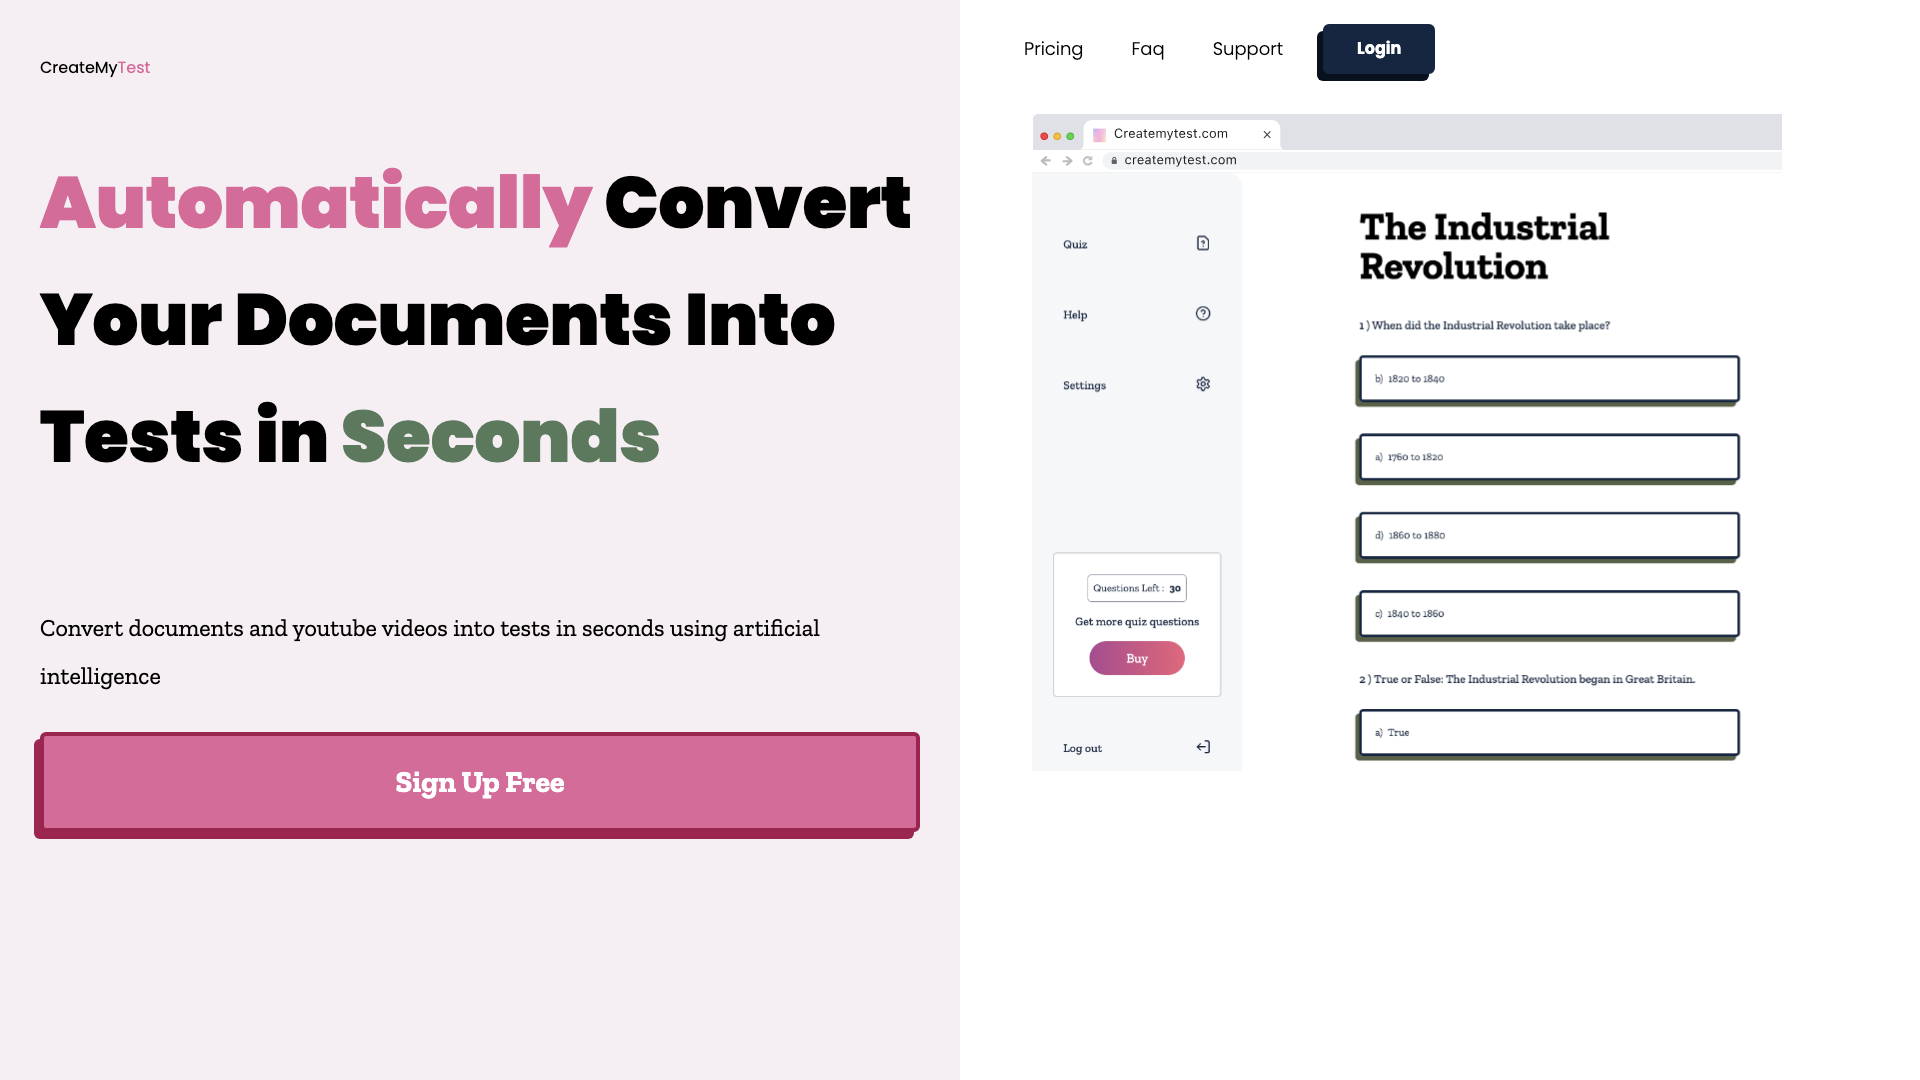 CreateMyTest
Pricing
Faq
Support
Login
Automatically Convert
Your Documents Into
Tests in Seconds
Convert documents and youtube videos into tests in seconds using artificial
intelligence
Sign Up Free
Createmytest.com
createmytest.com
Quiz
Help
Settings
Questions Left : 30
Get more quiz questions
Buy
Log out
The Industrial
Revolution
1 ) When did the Industrial Revolution take place?
b) 1820 to 1840
a) 1760 to 1820
d) 1860 to 1880
c) 1840 to 1860
2 ) True or False: The Industrial Revolution began in Great Britain.
a) True